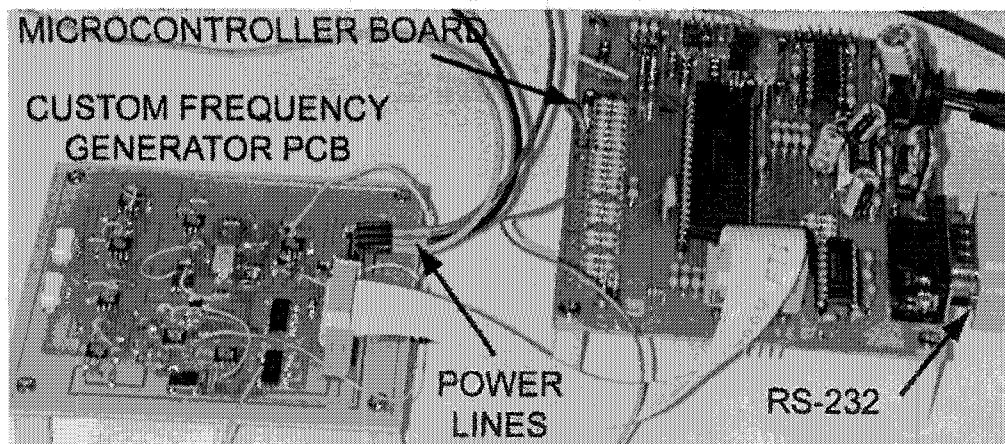 MICROCONTROLLER BOARD
CUSTOM FREQUENCY
GENERATOR PCB
POWER
LINES
RS-232